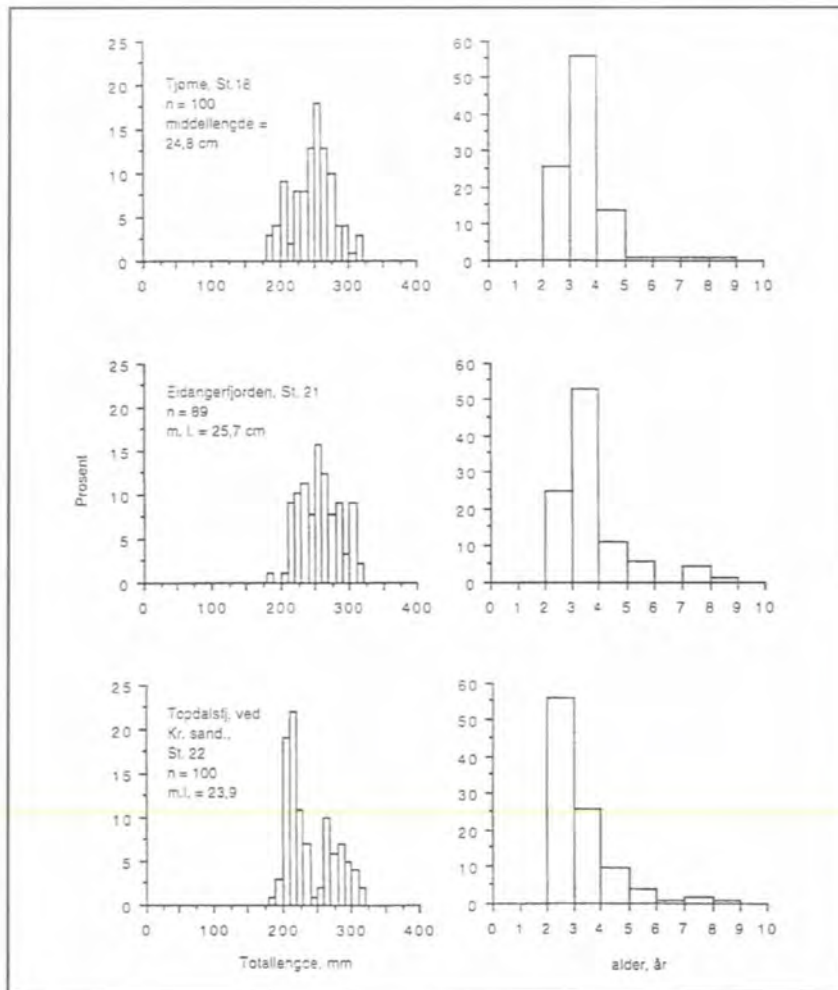 25
20
15
10
5
0
Tjøme, St.18
n = 100
middellengde =
24,8 cm
0 100 200 300 400
60
50
40
30
20
10
0
0 1 2 3 4 5 6 7 8 9 10
Prosent
25
20
15
10
5
0
Eidangerfjorden, St. 21
n = 89
m. l. = 25,7 cm
0 100 200 300 400
60
50
40
30
20
10
0
0 1 2 3 4 5 6 7 8 9 10
25
20
15
10
5
0
Topdalsfj, ved
Kr. sand.,
St. 22
n = 100
m.l. = 23,9
0 100 200 300 400
Totallengde, mm
60
50
40
30
20
10
0
0 1 2 3 4 5 6 7 8 9 10
alder, år